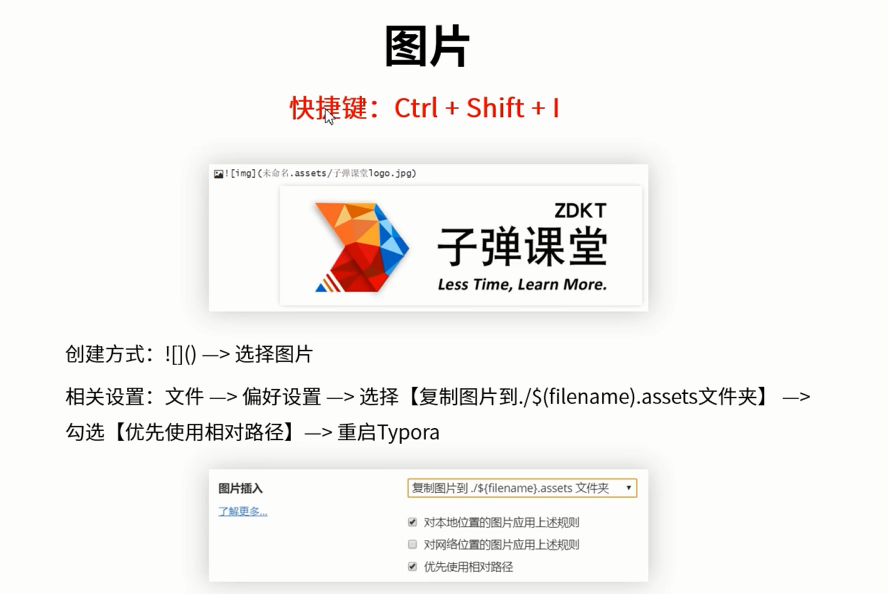 图片
快捷键：Ctrl + Shift + I
![img](未命名.assets/子弹课堂logo.jpg)
ZDKT
子弹课堂
Less Time, Learn More.
创建方式：![]() —> 选择图片
相关设置：文件 —> 偏好设置 —> 选择【复制图片到./$(filename).assets文件夹】 —>
勾选【优先使用相对路径】—> 重启Typora
图片插入
复制图片到 ./${filename}.assets 文件夹
了解更多...
对本地位置的图片应用上述规则
对网络位置的图片应用上述规则
优先使用相对路径